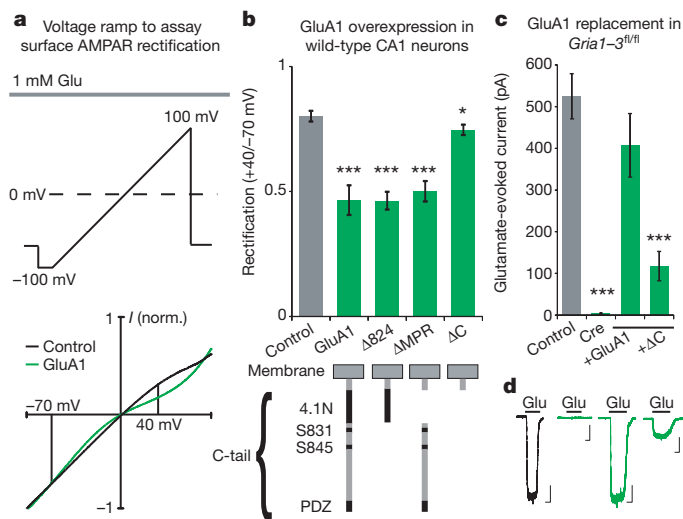 a
Voltage ramp to assay
surface AMPAR rectification
1 mM Glu
100 mV
0 mV
−100 mV
1
I (norm.)
Control
GluA1
−70 mV
40 mV
−1
b
GluA1 overexpression in
wild-type CA1 neurons
Rectification (+40/−70 mV)
1
0.5
0
***
***
***
*
Control
GluA1
Δ824
ΔMPR
ΔC
Membrane
C-tail
4.1N
S831
S845
PDZ
c
GluA1 replacement in
Gria1–3fl/fl
Glutamate-evoked current (pA)
600
500
400
300
200
100
0
***
***
Control
Cre
+GluA1
+ΔC
d
Glu
Glu
Glu
Glu